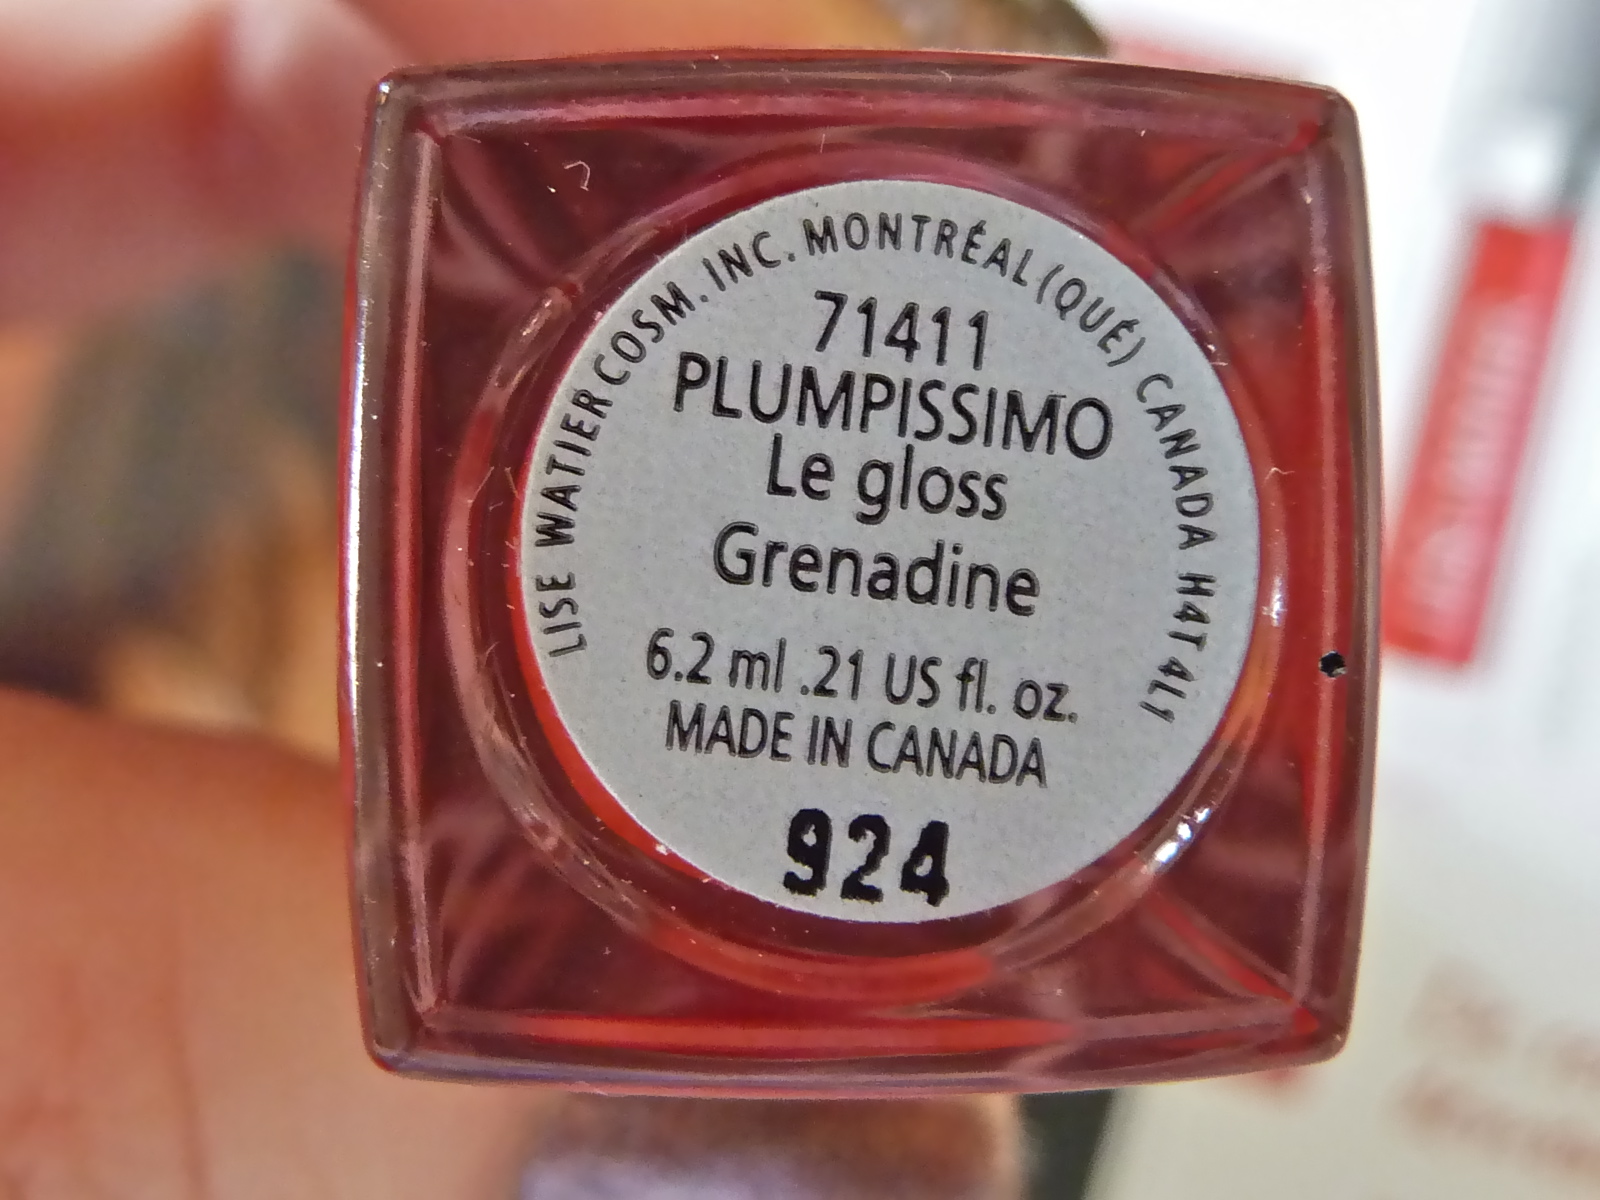 LISE WATIER COSM. INC. MONTRÉAL (QUÉ) CANADA H4T 4L1
71411
PLUMPISSIMO
Le gloss
Grenadine
6.2 ml .21 US fl. oz.
MADE IN CANADA
924